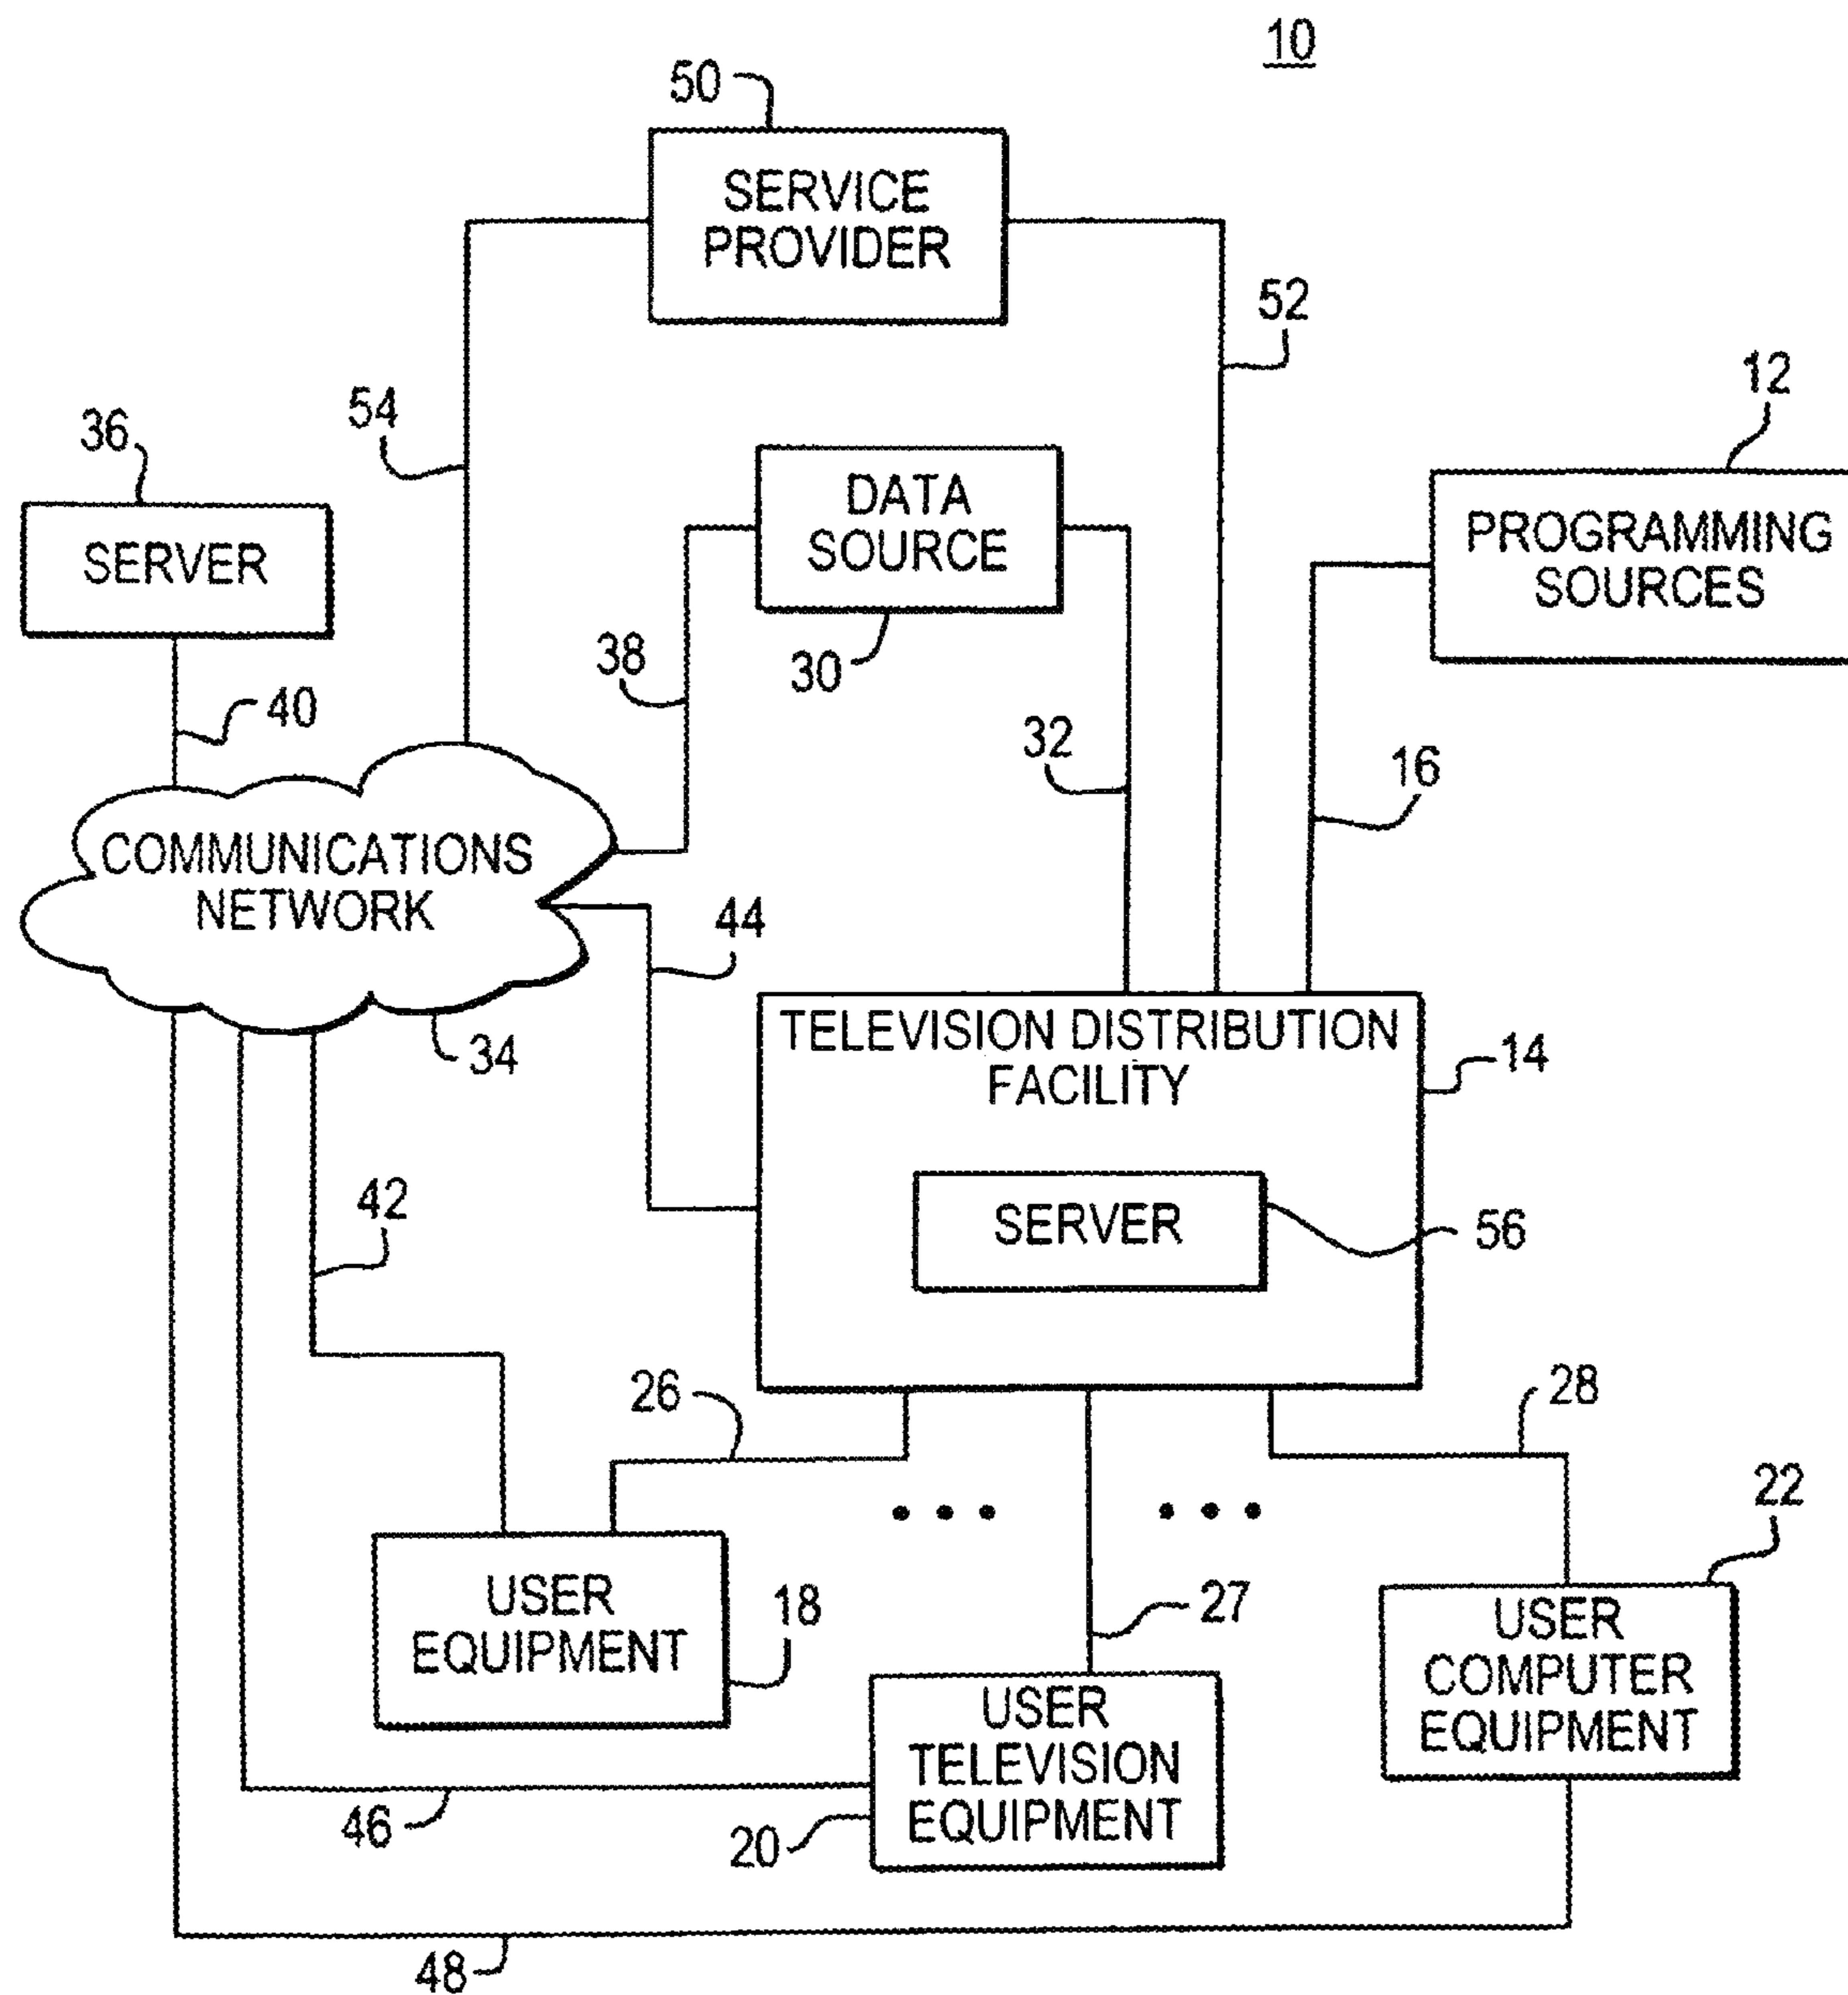 10
50
SERVICE
PROVIDER
52
12
54
36
DATA
SOURCE
PROGRAMMING
SOURCES
SERVER
38
30
40
32
16
COMMUNICATIONS
NETWORK
44
34
TELEVISION DISTRIBUTION
FACILITY
14
42
SERVER
56
26
28
22
USER
EQUIPMENT
18
27
USER
COMPUTER
EQUIPMENT
USER
TELEVISION
EQUIPMENT
46
20
48